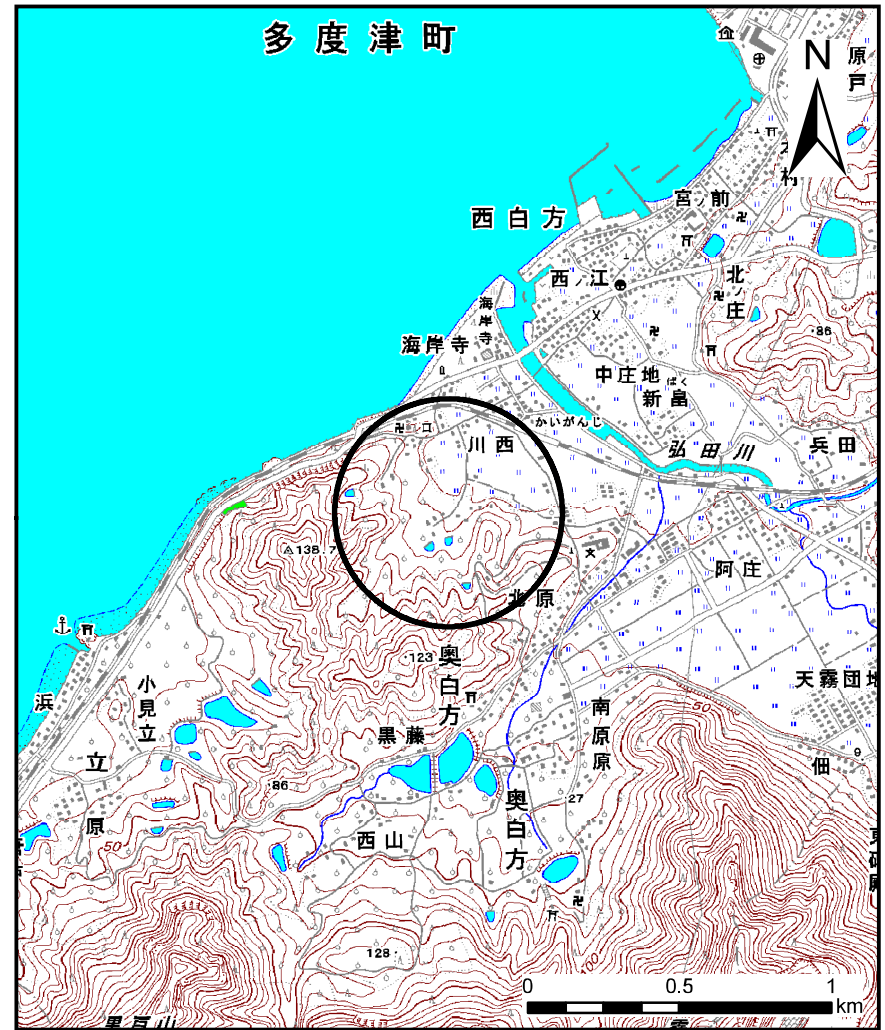 多度津町
N
原戸
宮ノ前
西白方
西ノ江
北ノ庄
海岸寺
海岸寺
・86
中庄地
ばく
新畠
かいがんじ
川西
弘田川
兵田
138.7
阿庄
北原
・123
奥白方
天霧団地
小見立
浜
南原原
50
黒藤
立
佃
9
・86
原
奥白方
27
50
西山
100
128・
0 0.5 1
km